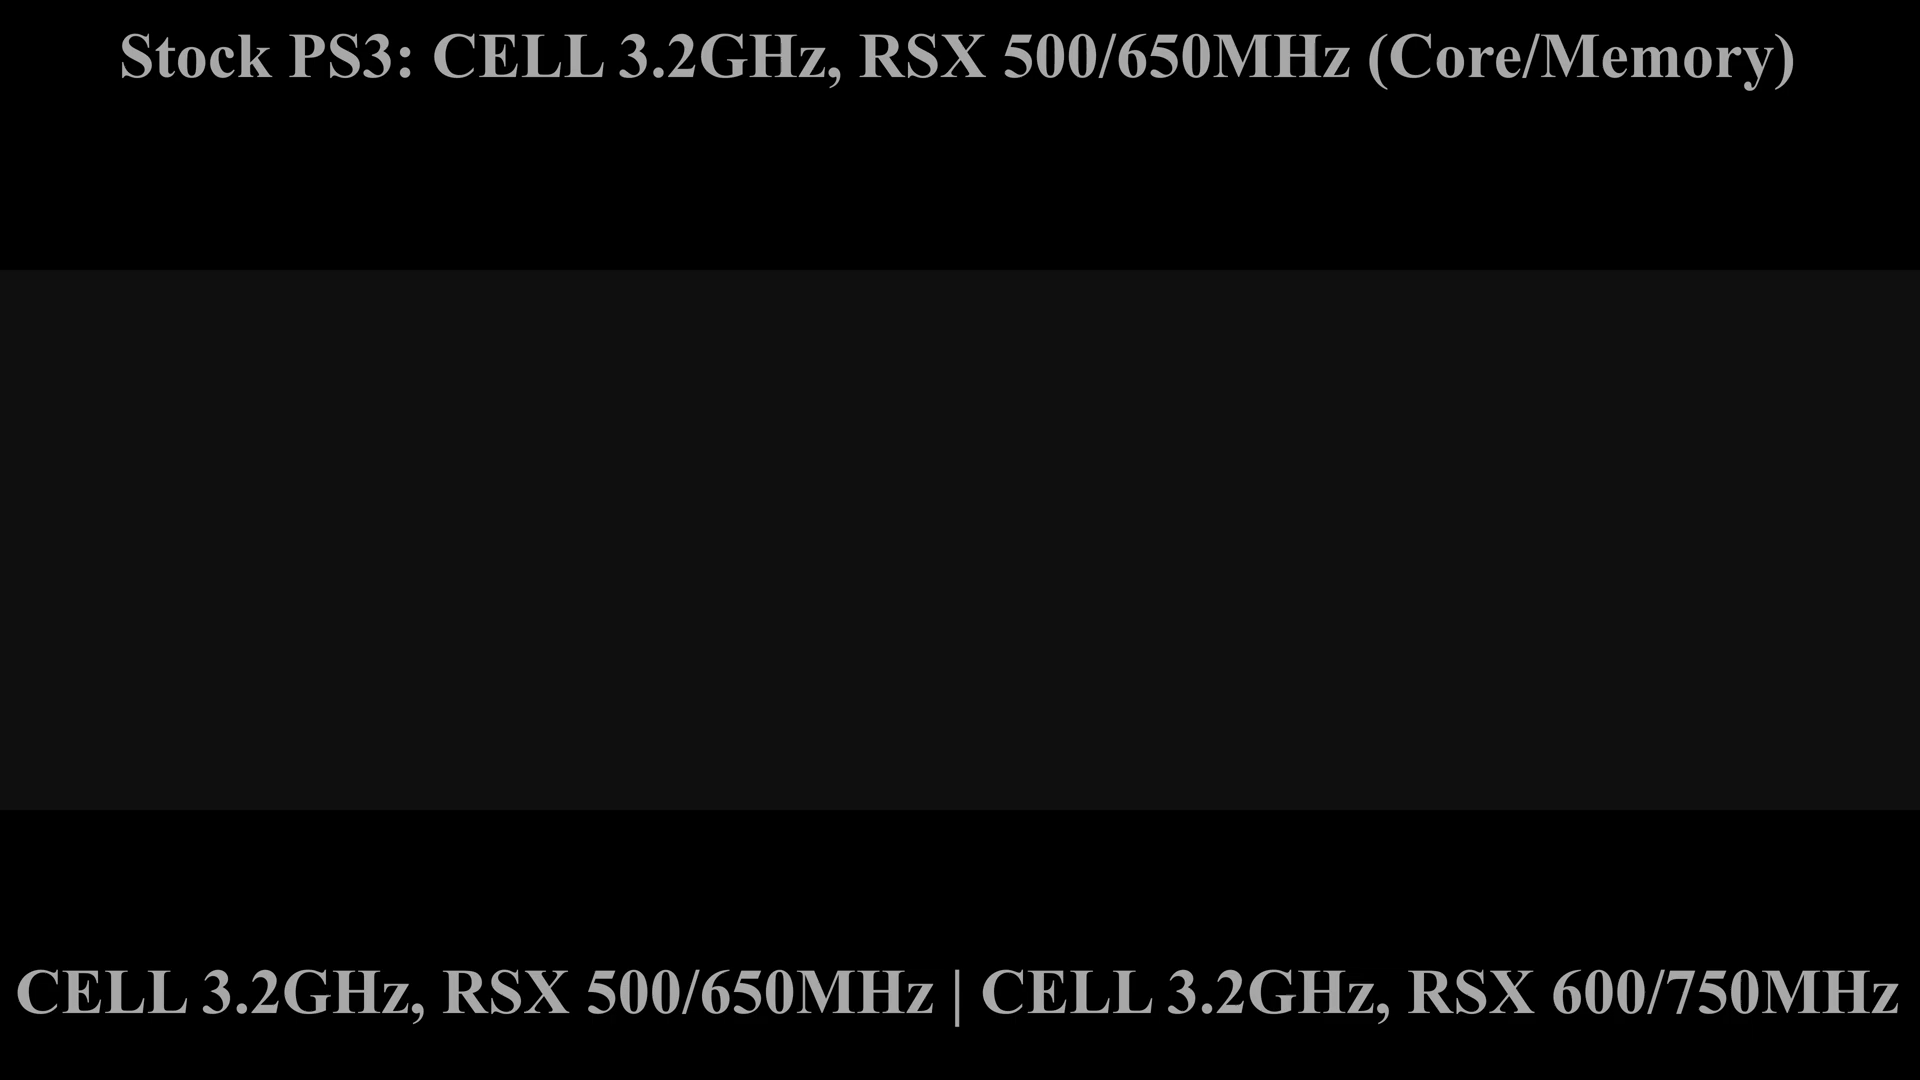 Stock PS3: CELL 3.2GHz, RSX 500/650MHz (Core/Memory)
CELL 3.2GHz, RSX 500/650MHz | CELL 3.2GHz, RSX 600/750MHz